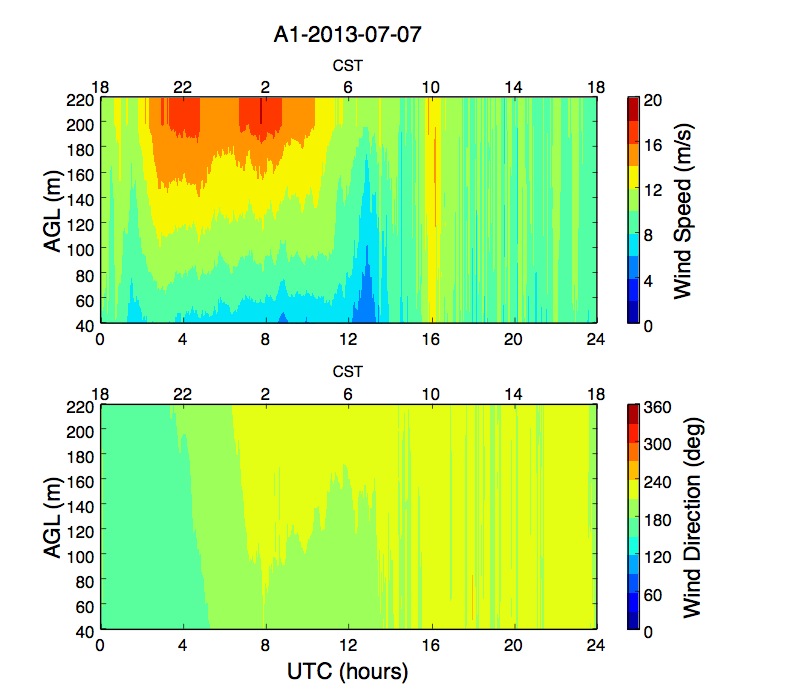 A1-2013-07-07
CST
18 22 2 6 10 14 18
220
200
180
160
140
120
100
80
60
40
AGL (m)
0 4 8 12 16 20 24
20
16
12
8
4
0
Wind Speed (m/s)
CST
18 22 2 6 10 14 18
220
200
180
160
140
120
100
80
60
40
AGL (m)
0 4 8 12 16 20 24
UTC (hours)
360
300
240
180
120
60
0
Wind Direction (deg)